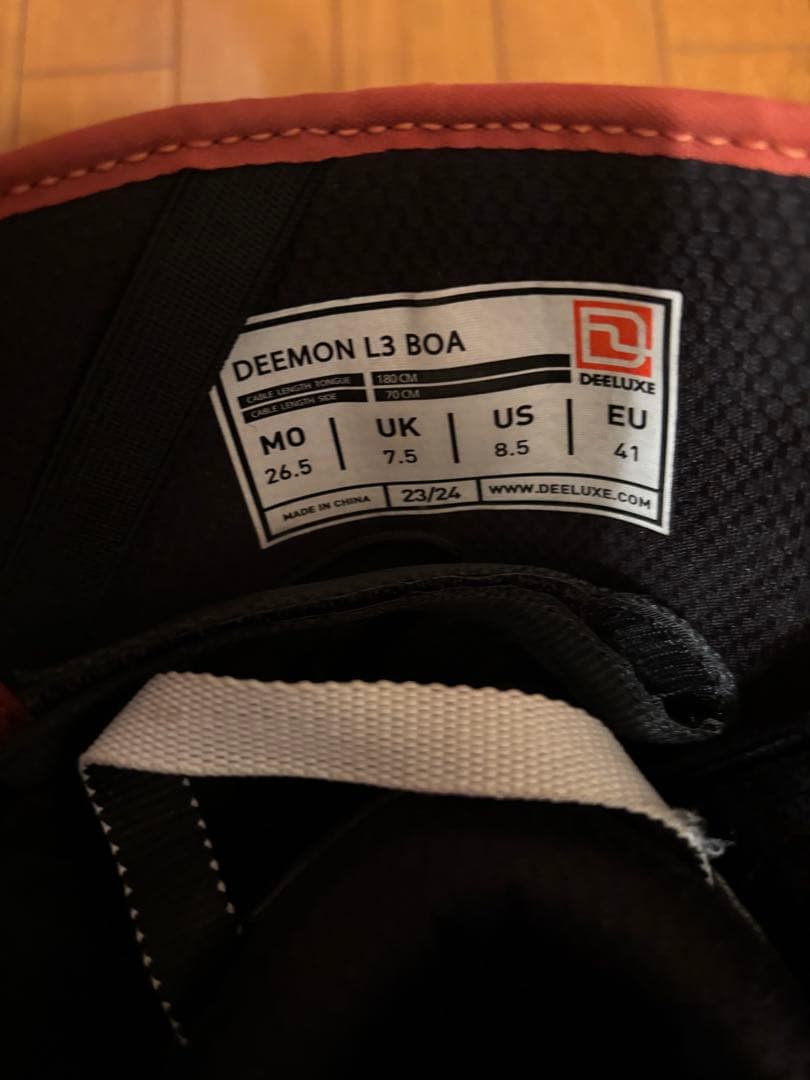 DEEMON L3 BOA
DEELUXE
CABLE LENGTH TONGUE 180 CM
CABLE LENGTH SIDE 70 CM
MO UK US EU
26.5 7.5 8.5 41
MADE IN CHINA 23/24 WWW.DEELUXE.COM